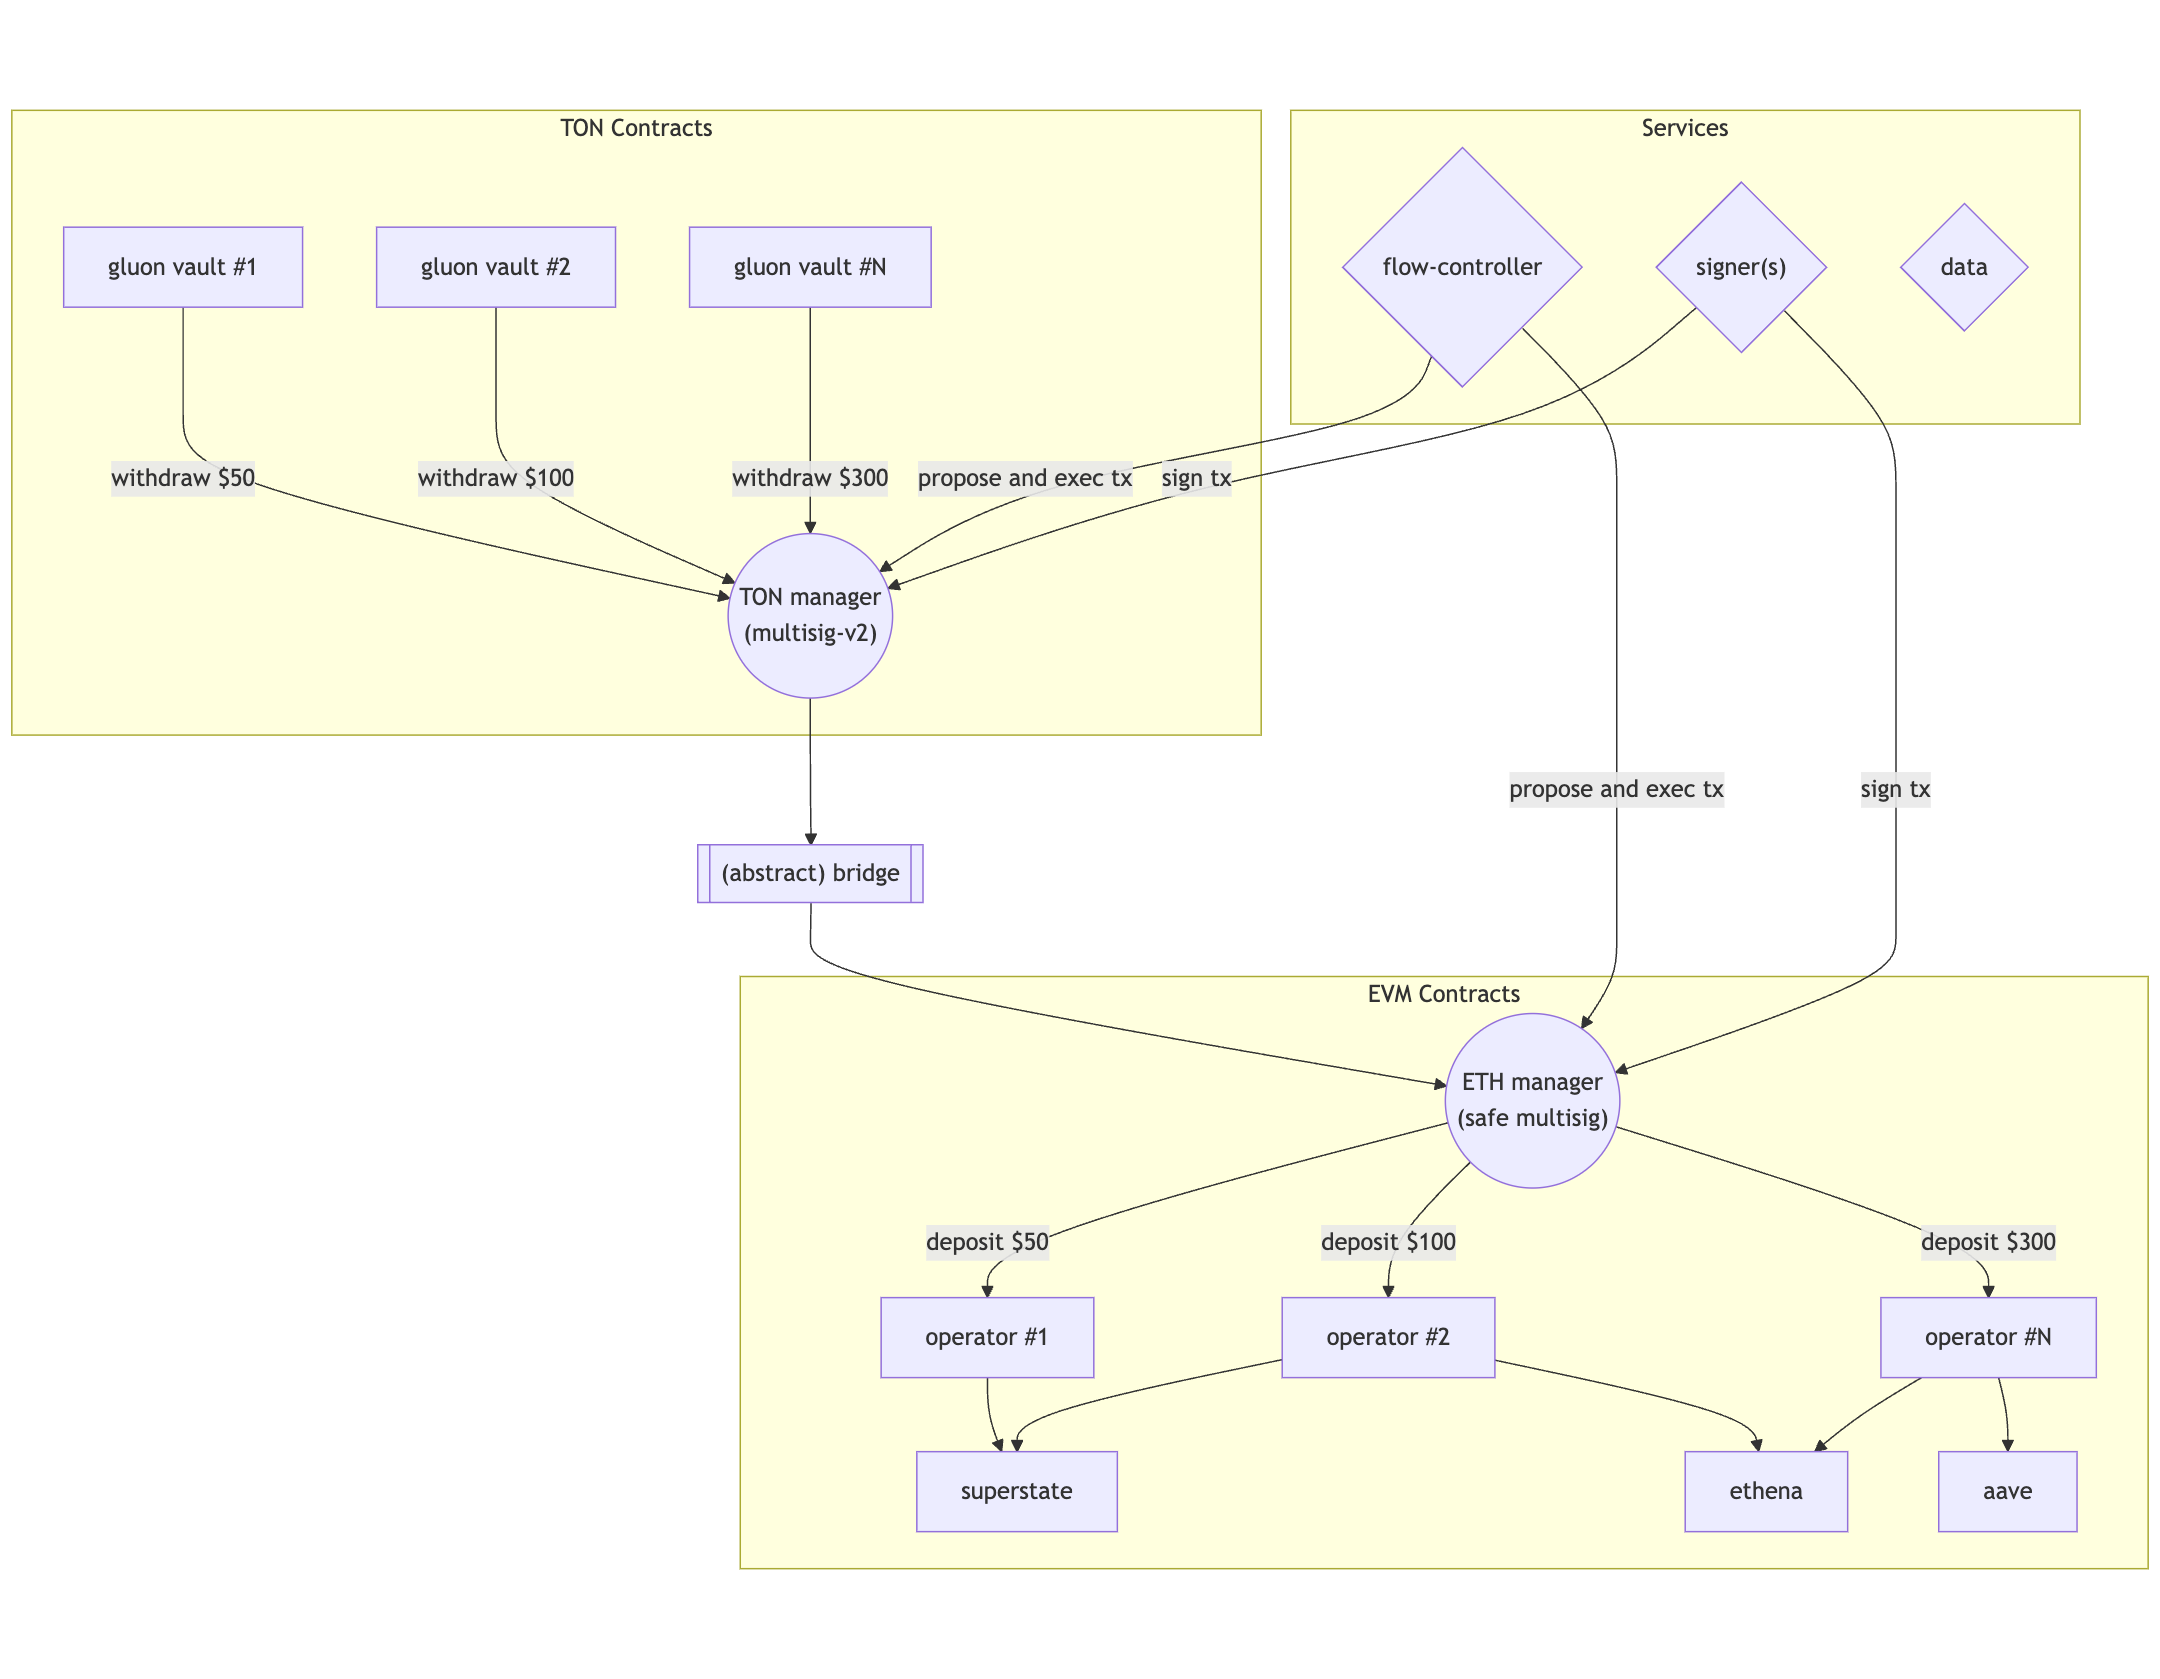 TON Contracts
Services
gluon vault #1
gluon vault #2
gluon vault #N
flow-controller
signer(s)
data
withdraw $50
withdraw $100
withdraw $300
propose and exec tx
sign tx
TON manager
(multisig-v2)
propose and exec tx
sign tx
(abstract) bridge
EVM Contracts
ETH manager
(safe multisig)
deposit $50
deposit $100
deposit $300
operator #1
operator #2
operator #N
superstate
ethena
aave